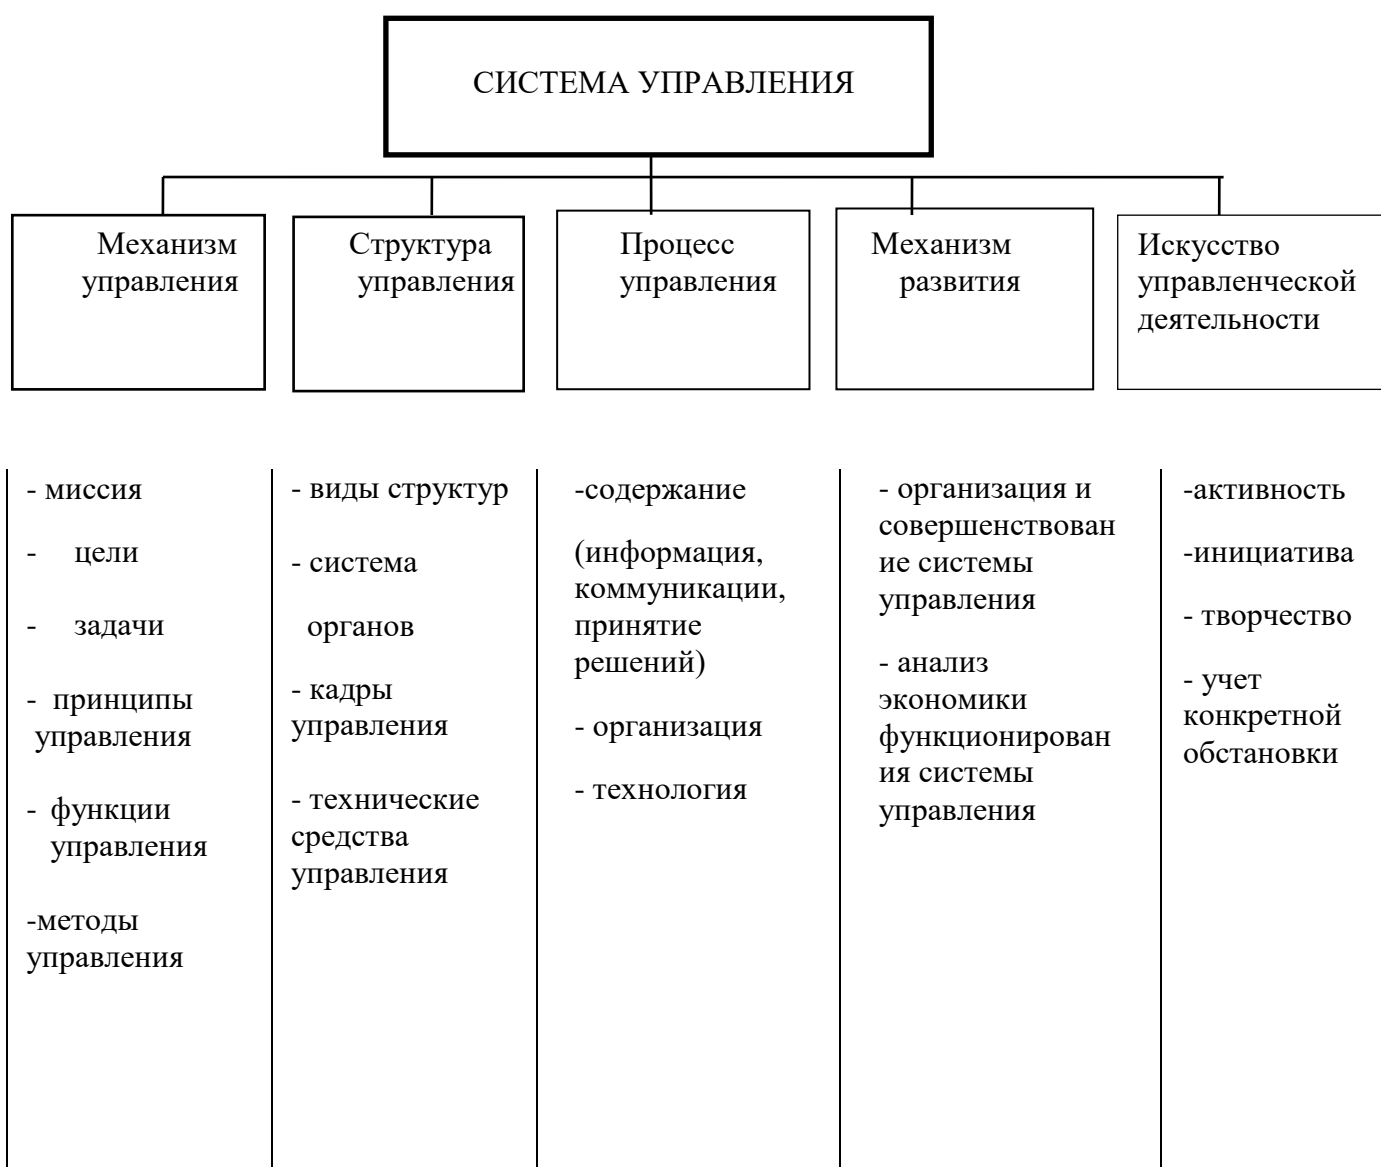 СИСТЕМА УПРАВЛЕНИЯ
Механизм
управления
Структура
управления
Процесс
управления
Механизм
развития
Искусство
управленческой
деятельности
- миссия
- цели
- задачи
- принципы
управления
- функции
управления
-методы
управления
- виды структур
- система
органов
- кадры
управления
- технические
средства
управления
-содержание
(информация,
коммуникации,
принятие
решений)
- организация
- технология
- организация и
совершенствован
ие системы
управления
- анализ
экономики
функционирован
ия системы
управления
-активность
-инициатива
- творчество
- учет
конкретной
обстановки